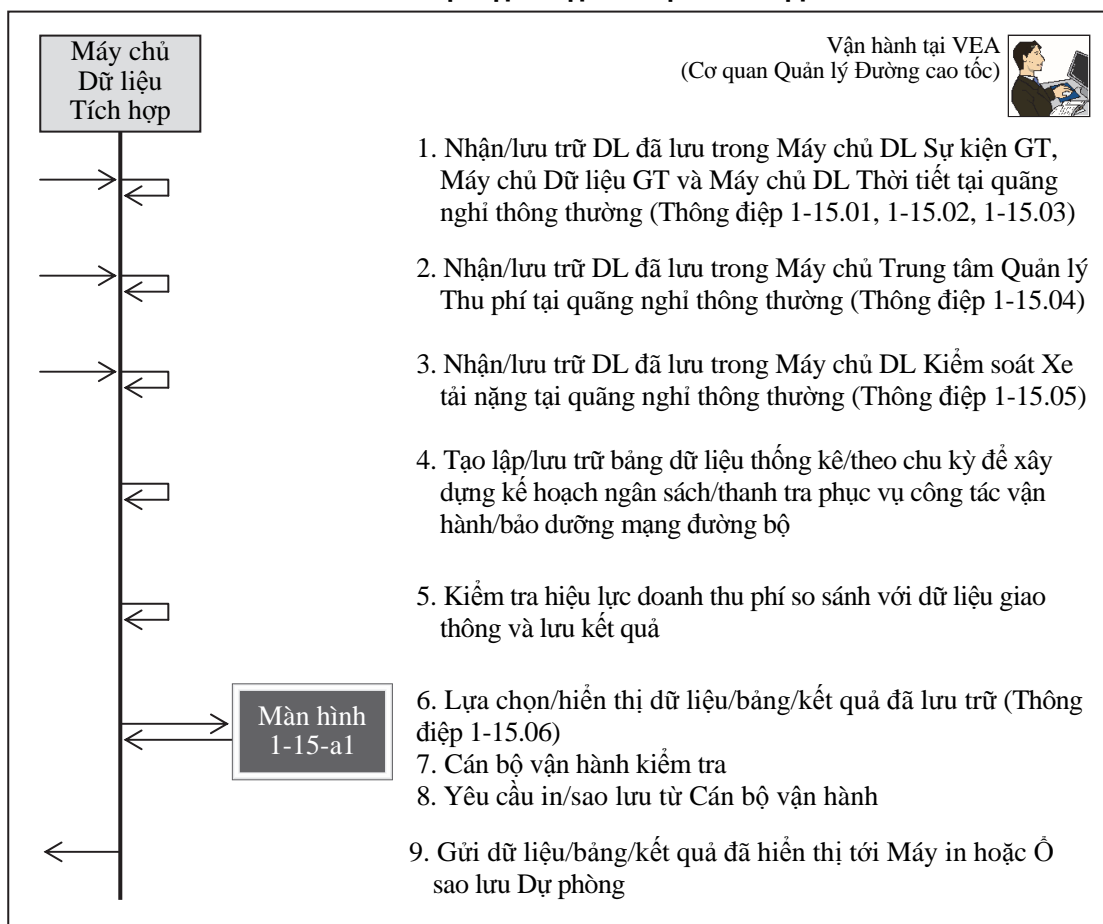 Máy chủ
Dữ liệu
Tích hợp
Vận hành tại VEA
(Cơ quan Quản lý Đường cao tốc)
1. Nhận/lưu trữ DL đã lưu trong Máy chủ DL Sự kiện GT,
Máy chủ Dữ liệu GT và Máy chủ DL Thời tiết tại quãng
nghỉ thông thường (Thông điệp 1-15.01, 1-15.02, 1-15.03)
2. Nhận/lưu trữ DL đã lưu trong Máy chủ Trung tâm Quản lý
Thu phí tại quãng nghỉ thông thường (Thông điệp 1-15.04)
3. Nhận/lưu trữ DL đã lưu trong Máy chủ DL Kiểm soát Xe
tải nặng tại quãng nghỉ thông thường (Thông điệp 1-15.05)
4. Tạo lập/lưu trữ bảng dữ liệu thống kê/theo chu kỳ để xây
dựng kế hoạch ngân sách/thanh tra phục vụ công tác vận
hành/bảo dưỡng mạng đường bộ
5. Kiểm tra hiệu lực doanh thu phí so sánh với dữ liệu giao
thông và lưu kết quả
Màn hình
1-15-a1
6. Lựa chọn/hiển thị dữ liệu/bảng/kết quả đã lưu trữ (Thông
điệp 1-15.06)
7. Cán bộ vận hành kiểm tra
8. Yêu cầu in/sao lưu từ Cán bộ vận hành
9. Gửi dữ liệu/bảng/kết quả đã hiển thị tới Máy in hoặc Ổ
sao lưu Dự phòng